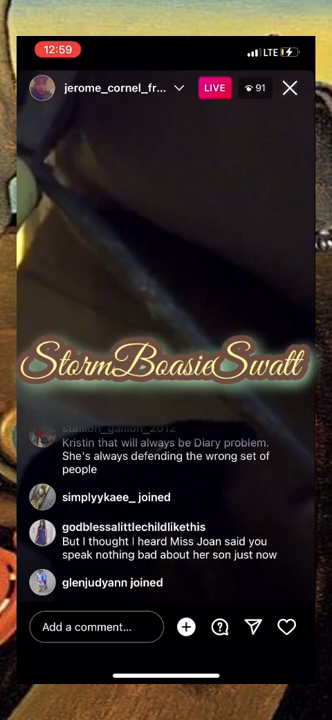 12:59
LTE
jerome_cornel_fr...
LIVE
91
StormBoasieSwatt
stallion_gallion_2012
Kristin that will always be Diary problem.
She's always defending the wrong set of
people
simplyykaee_ joined
godblessalittlechildlikethis
But I thought I heard Miss Joan said you
speak nothing bad about her son just now
glenjudyann joined
Add a comment...